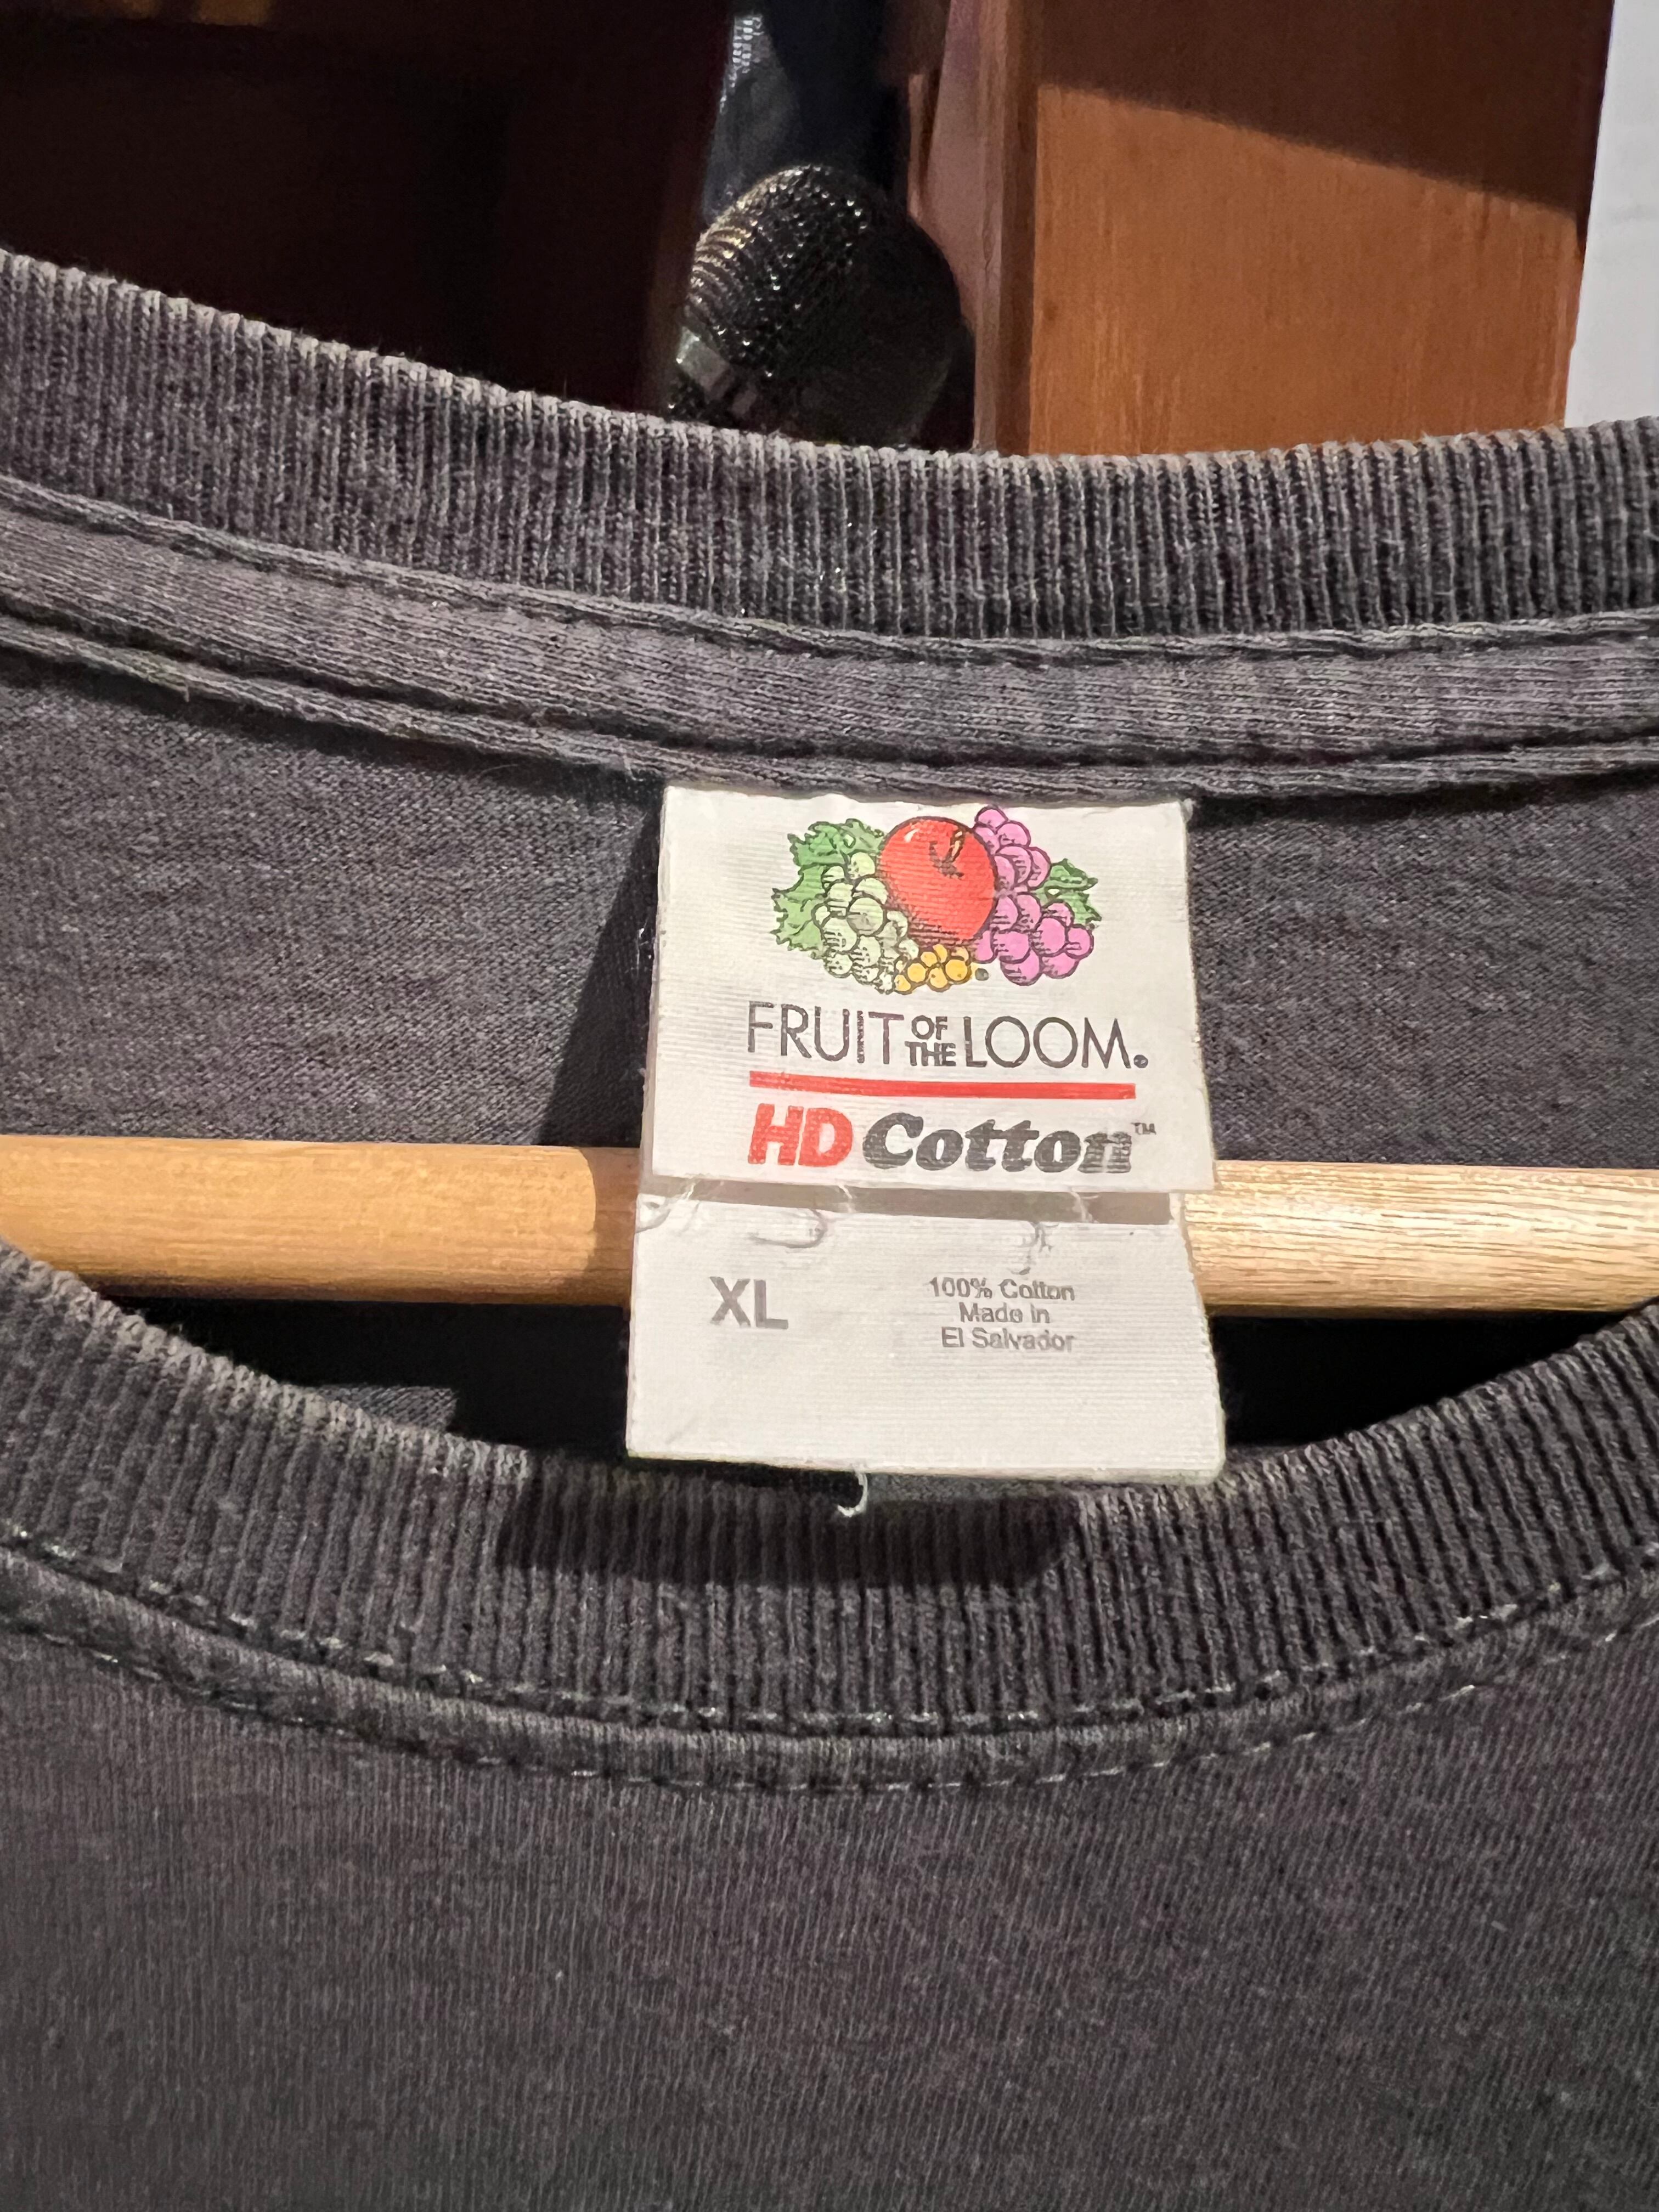 FRUIT OF THE LOOM®
HD Cotton™
XL
100% Cotton
Made in
El Salvador